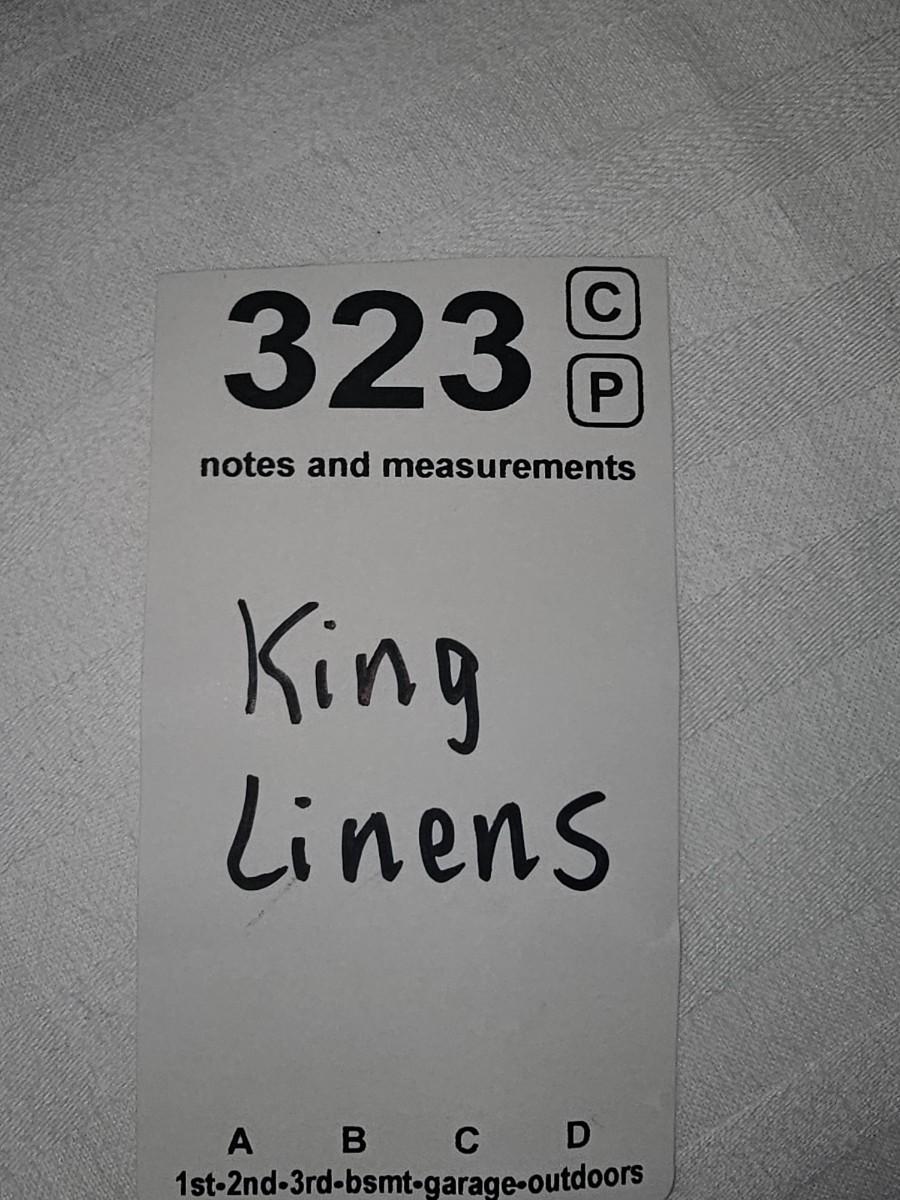 323 C
P
notes and measurements
King
Linens
A B C D
1st-2nd-3rd-bsmt-garage-outdoors